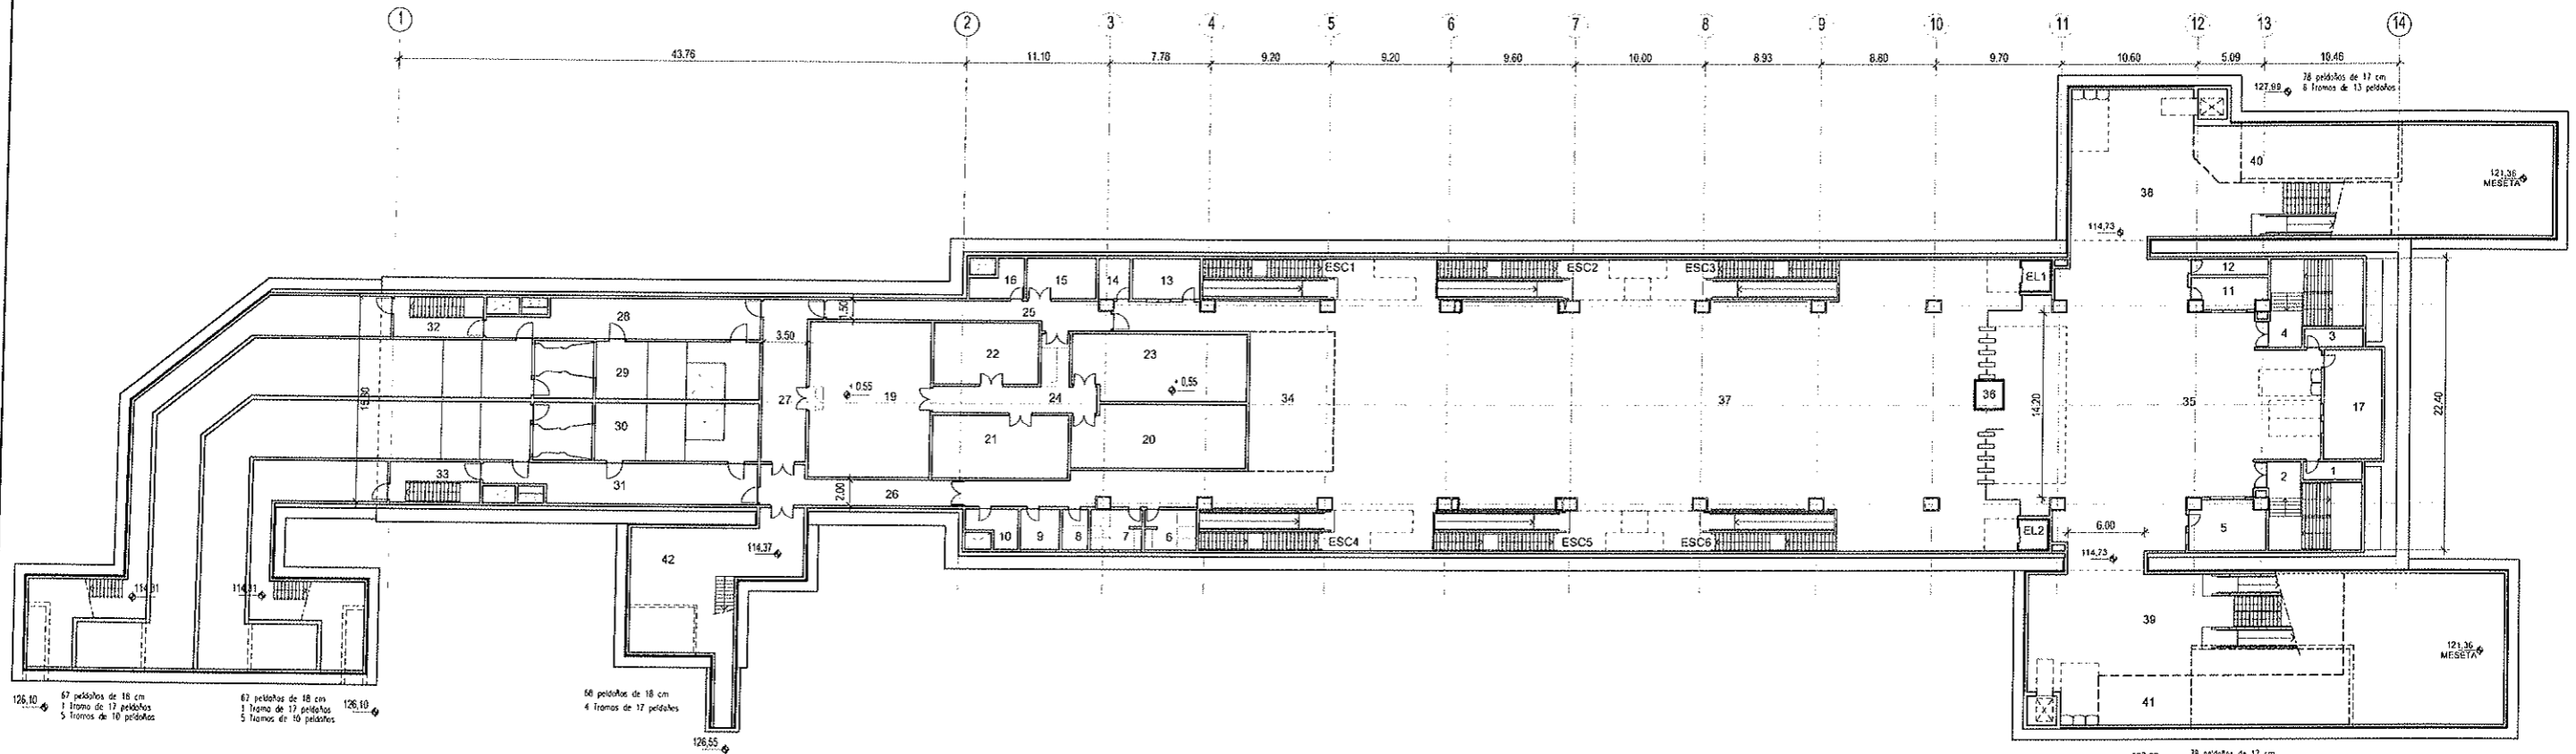 1 2 3 4 5 6 7 8 9 10 11 12 13 14
43.76 11.10 7.78 9.20 9.20 9.60 10.00 8.93 8.80 9.70 10.60 5.09 10.46
78 peldaños de 17 cm
127,99 6 Tramos de 13 peldaños
40
121,36
MESETA
38
114,73
16 15 14 13 ESC1 ESC2 ESC3 EL1 12
11
32 28 1.50 25
3.50 4 3
22 23
29
+ 0,55 + 0,55
15.80 27 19 24 34 37 36 14.20 35 17 22.40
30
21 20
33 31 26 2.00 1
2
10 9 8 7 6 ESC4 ESC5 ESC6 EL2 6.00 5
42 114,37 114,73
114,31 114,31
39
121,36
MESETA
41
126,10
67 peldaños de 18 cm
1 Tramo de 17 peldaños
5 Tramos de 10 peldaños
67 peldaños de 18 cm
1 Tramo de 17 peldaños
5 Tramos de 10 peldaños
126,10
68 peldaños de 18 cm
4 Tramos de 17 peldaños
126,55